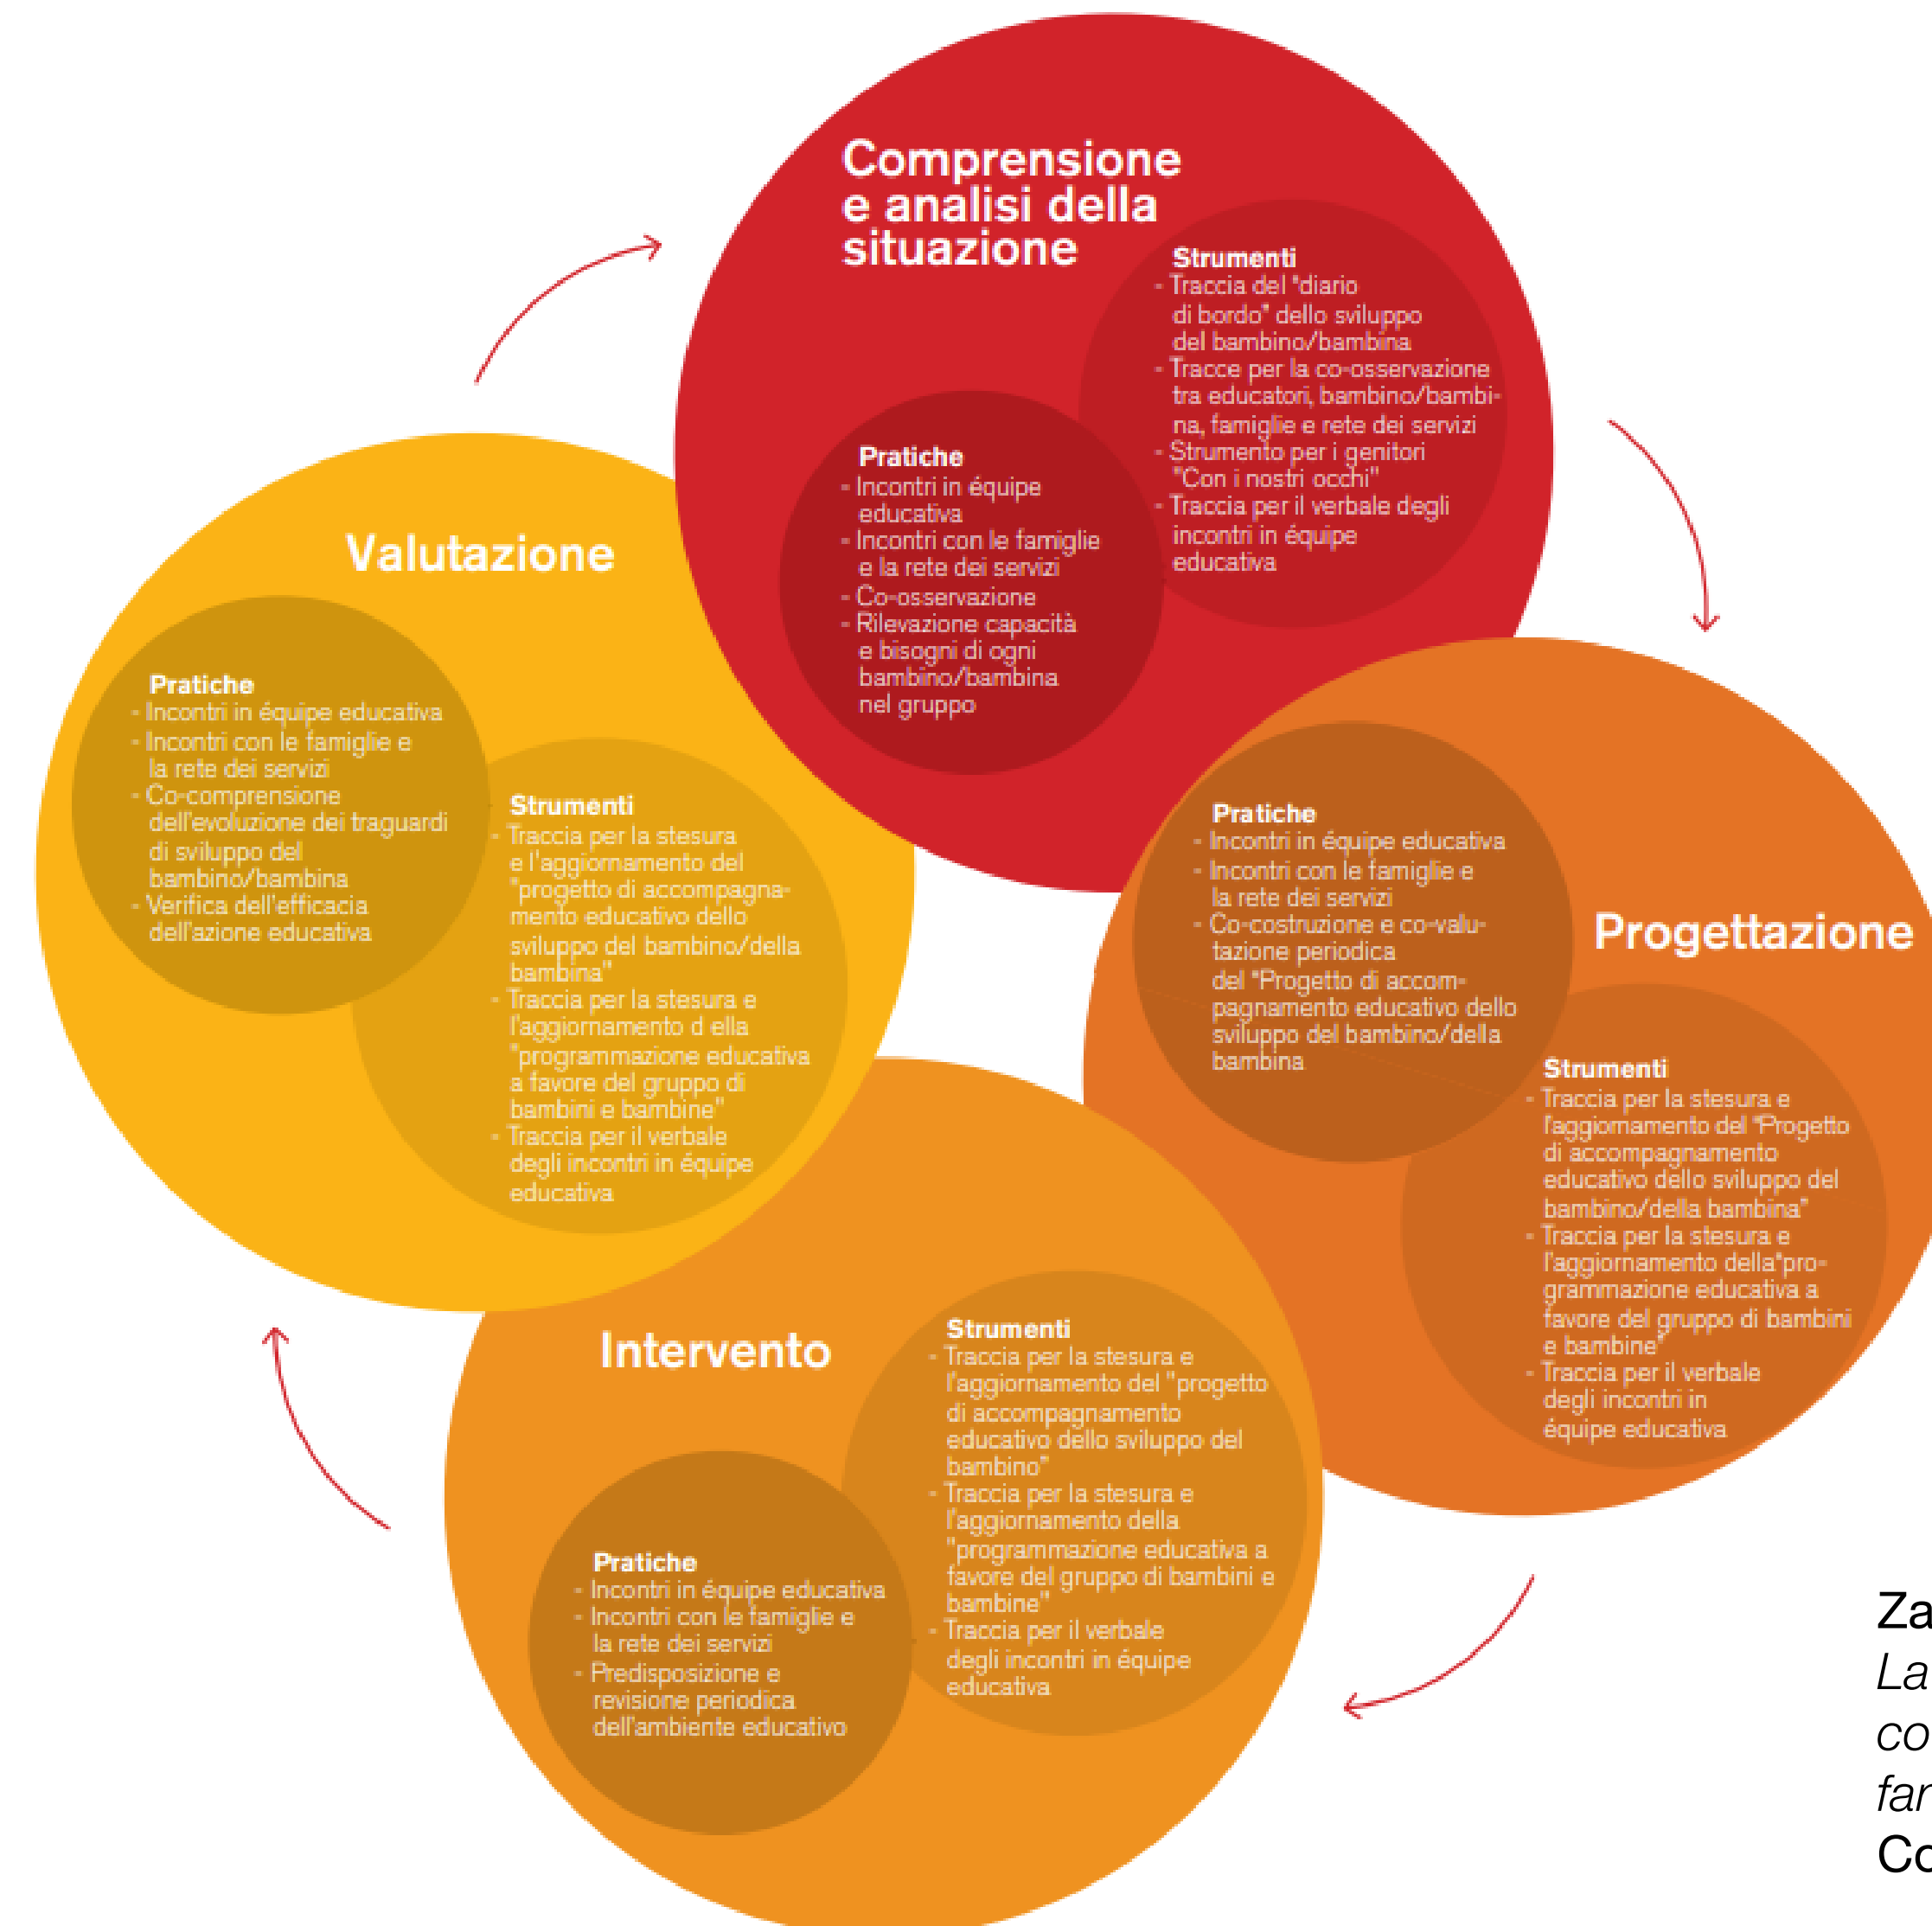 Comprensione
e analisi della
situazione
Strumenti
- Traccia del "diario
di bordo" dello sviluppo
del bambino/bambina
- Tracce per la co-osservazione
tra educatori, bambino/bambi-
na, famiglie e rete dei servizi
- Strumento per i genitori
"Con i nostri occhi"
- Traccia per il verbale degli
incontri in équipe
educativa
Pratiche
- Incontri in équipe
educativa
- Incontri con le famiglie
e la rete dei servizi
- Co-osservazione
- Rilevazione capacità
e bisogni di ogni
bambino/bambina
nel gruppo
Valutazione
Pratiche
- Incontri in équipe educativa
- Incontri con le famiglie e
la rete dei servizi
- Co-comprensione
dell'evoluzione dei traguardi
di sviluppo del
bambino/bambina
- Verifica dell'efficacia
dell'azione educativa
Strumenti
- Traccia per la stesura
e l'aggiornamento del
"progetto di accompagna-
mento educativo dello
sviluppo del bambino/della
bambina"
- Traccia per la stesura e
l'aggiornamento d ella
"programmazione educativa
a favore del gruppo di
bambini e bambine"
- Traccia per il verbale
degli incontri in équipe
educativa
Progettazione
Pratiche
- Incontri in équipe educativa
- Incontri con le famiglie e
la rete dei servizi
- Co-costruzione e co-valu-
tazione periodica
del "Progetto di accom-
pagnamento educativo dello
sviluppo del bambino/della
bambina
Strumenti
- Traccia per la stesura e
l'aggiornamento del "Progetto
di accompagnamento
educativo dello sviluppo del
bambino/della bambina"
- Traccia per la stesura e
l'aggiornamento della"pro-
grammazione educativa a
favore del gruppo di bambini
e bambine"
- Traccia per il verbale
degli incontri in
équipe educativa
Intervento
Strumenti
- Traccia per la stesura e
l'aggiornamento del "progetto
di accompagnamento
educativo dello sviluppo del
bambino"
- Traccia per la stesura e
l'aggiornamento della
"programmazione educativa a
favore del gruppo di bambini e
bambine"
- Traccia per il verbale
degli incontri in équipe
educativa
Pratiche
- Incontri in équipe educativa
- Incontri con le famiglie e
la rete dei servizi
- Predisposizione e
revisione periodica
dell'ambiente educativo
Za
La
co